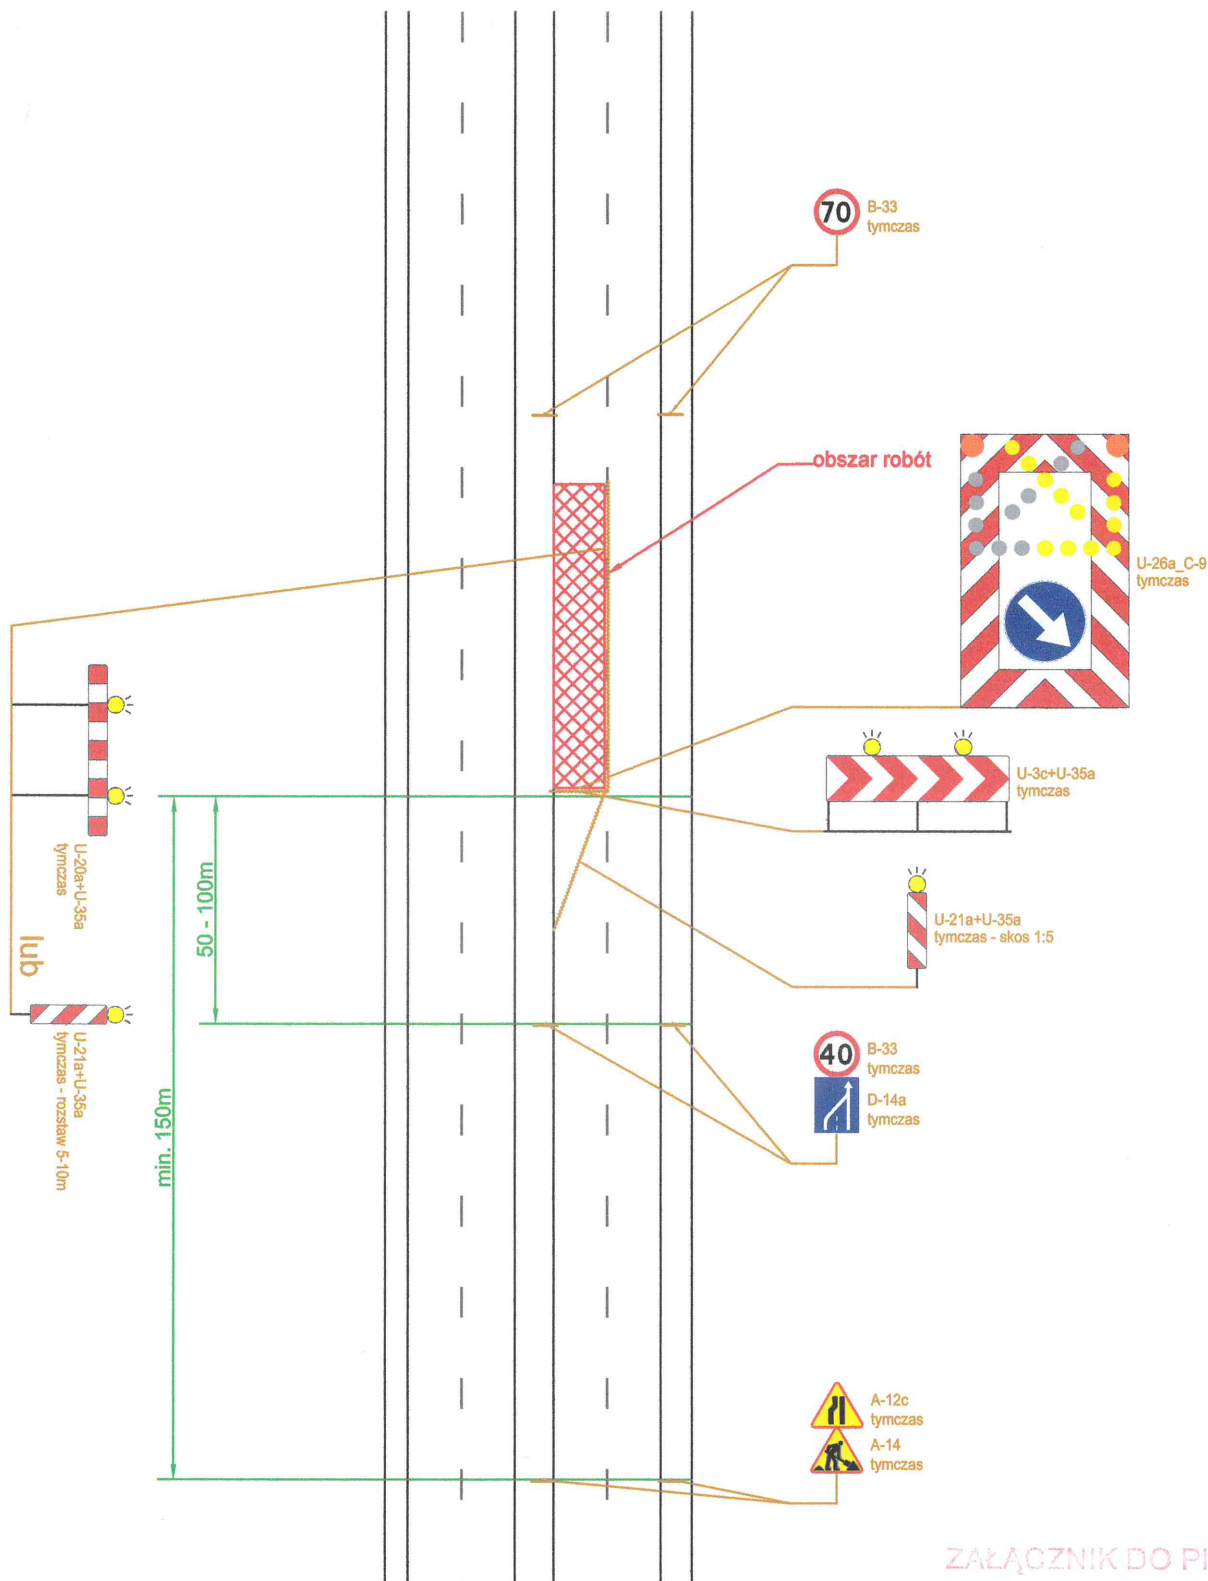 70
B-33
tymczas
obszar robót
U-26a_C-9
tymczas
U-3c+U-35a
tymczas
U-21a+U-35a
tymczas - skos 1:5
40
B-33
tymczas
D-14a
tymczas
A-12c
tymczas
A-14
tymczas
U-20a+U-35a
tymczas
lub
U-21a+U-35a
tymczas - rozstaw 5-10m
50 - 100m
min. 150m
ZAŁĄCZNIK DO PI